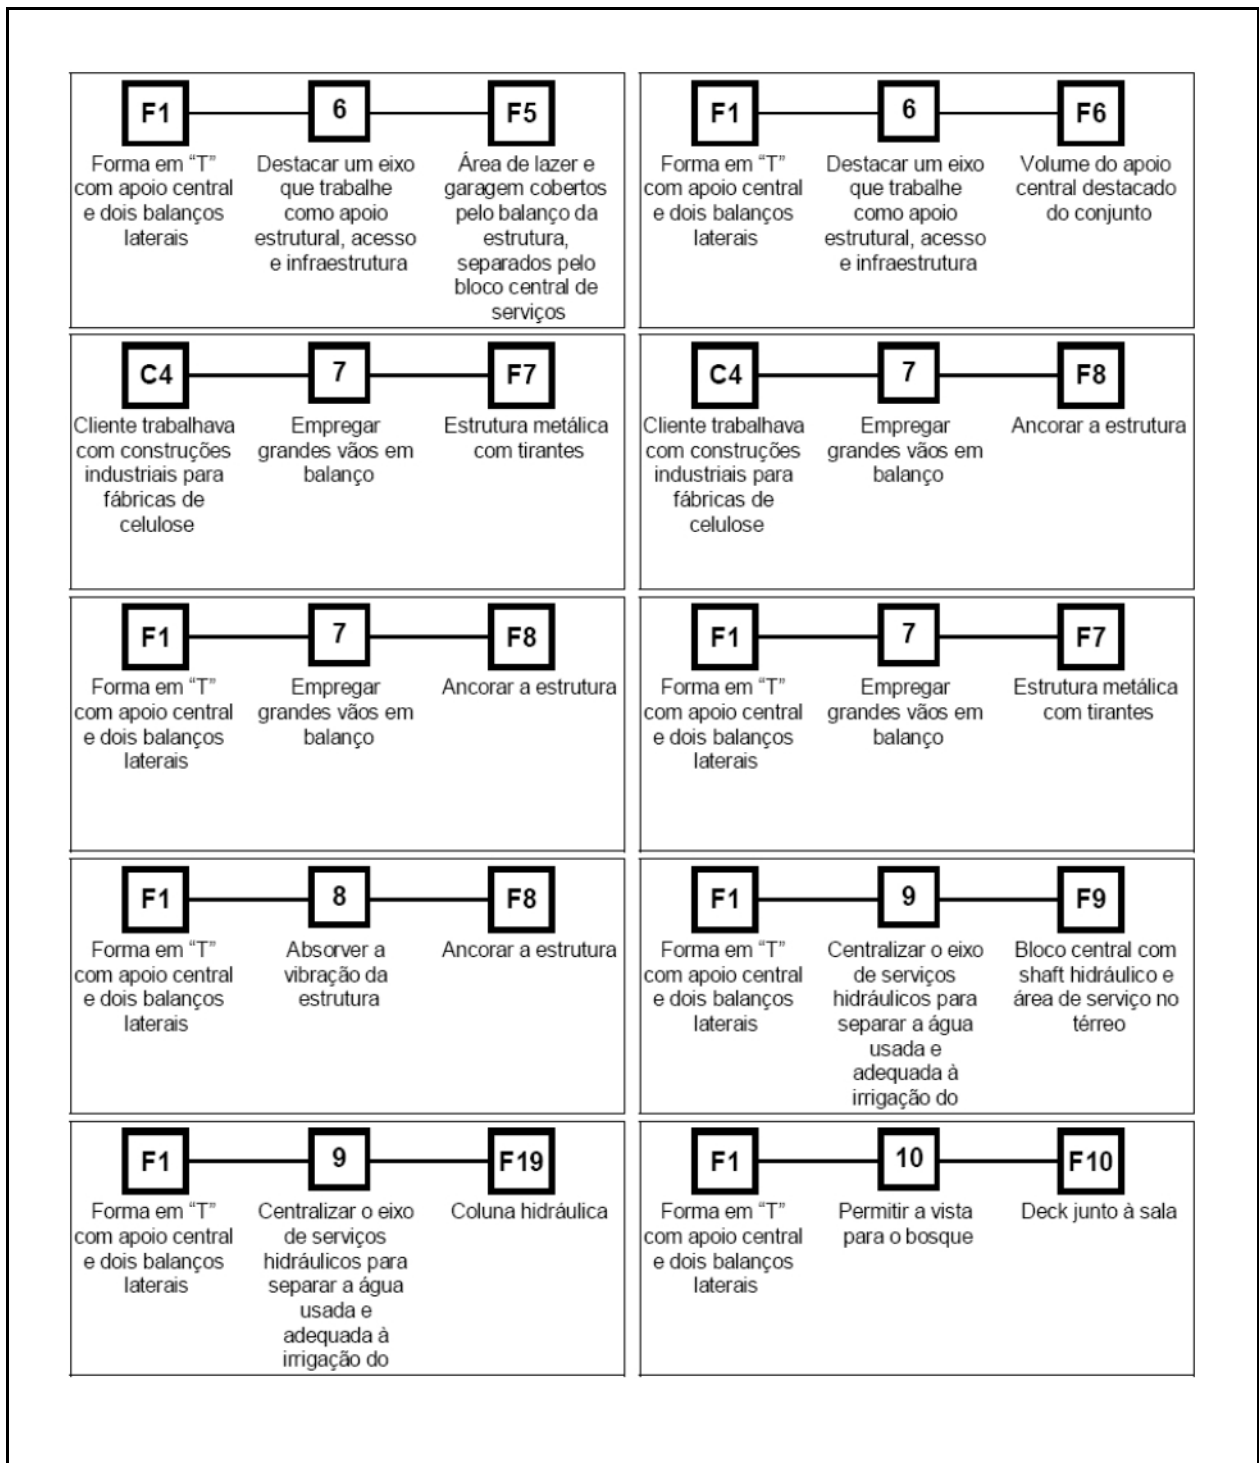 F1
6
F5
Forma em “T”
com apoio central
e dois balanços
laterais
Destacar um eixo
que trabalhe
como apoio
estrutural, acesso
e infraestrutura
Área de lazer e
garagem cobertos
pelo balanço da
estrutura,
separados pelo
bloco central de
serviços
F1
6
F6
Forma em “T”
com apoio central
e dois balanços
laterais
Destacar um eixo
que trabalhe
como apoio
estrutural, acesso
e infraestrutura
Volume do apoio
central destacado
do conjunto
C4
7
F7
Cliente trabalhava
com construções
industriais para
fábricas de
celulose
Empregar
grandes vãos em
balanço
Estrutura metálica
com tirantes
C4
7
F8
Cliente trabalhava
com construções
industriais para
fábricas de
celulose
Empregar
grandes vãos em
balanço
Ancorar a estrutura
F1
7
F8
Forma em “T”
com apoio central
e dois balanços
laterais
Empregar
grandes vãos em
balanço
Ancorar a estrutura
F1
7
F7
Forma em “T”
com apoio central
e dois balanços
laterais
Empregar
grandes vãos em
balanço
Estrutura metálica
com tirantes
F1
8
F8
Forma em “T”
com apoio central
e dois balanços
laterais
Absorver a
vibração da
estrutura
Ancorar a estrutura
F1
9
F9
Forma em “T”
com apoio central
e dois balanços
laterais
Centralizar o eixo
de serviços
hidráulicos para
separar a água
usada e
adequada à
irrigação do
Bloco central com
shaft hidráulico e
área de serviço no
térreo
F1
9
F19
Forma em “T”
com apoio central
e dois balanços
laterais
Centralizar o eixo
de serviços
hidráulicos para
separar a água
usada e
adequada à
irrigação do
Coluna hidráulica
F1
10
F10
Forma em “T”
com apoio central
e dois balanços
laterais
Permitir a vista
para o bosque
Deck junto à sala